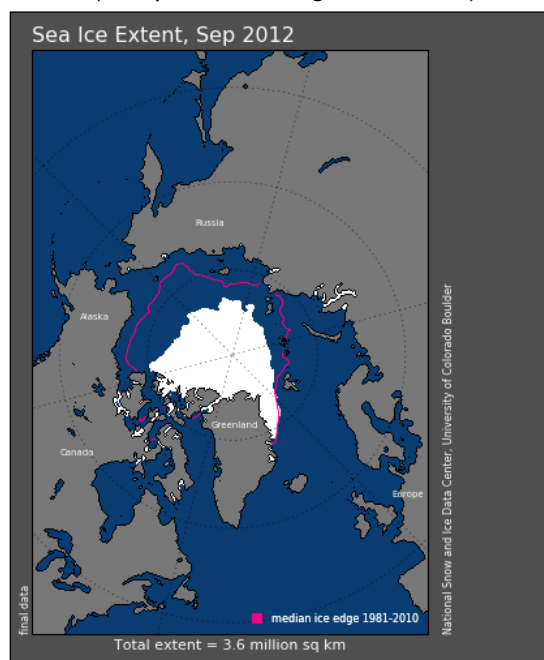 Sea Ice Extent, Sep 2012
Russia
Alaska
Greenland
Canada
Europe
median ice edge 1981-2010
final data
Total extent = 3.6 million sq km
National Snow and Ice Data Center, University of Colorado Boulder